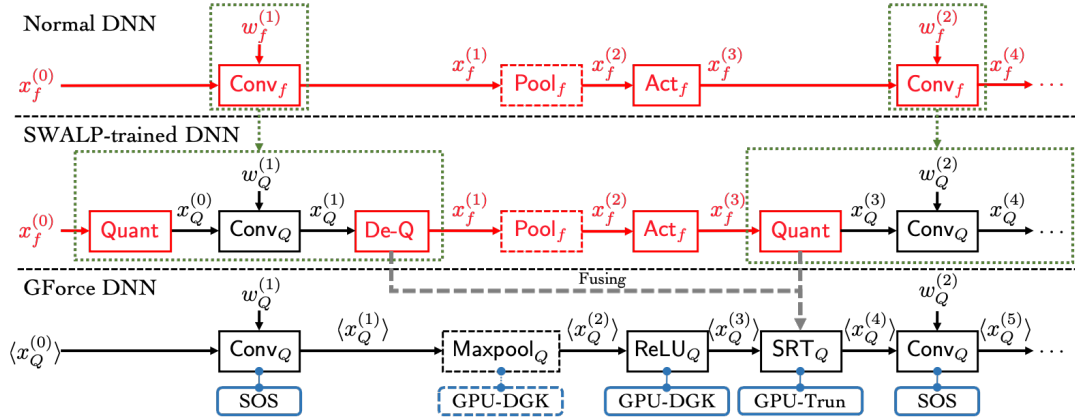 Normal DNN
w_f^{(1)} w_f^{(2)}
x_f^{(0)} Conv_f x_f^{(1)} Pool_f x_f^{(2)} Act_f x_f^{(3)} Conv_f x_f^{(4)} ···
SWALP-trained DNN
w_Q^{(1)} w_Q^{(2)}
x_f^{(0)} Quant x_Q^{(0)} Conv_Q x_Q^{(1)} De-Q x_f^{(1)} Pool_f x_f^{(2)} Act_f x_f^{(3)} Quant x_Q^{(3)} Conv_Q x_Q^{(4)} ···
Fusing
GForce DNN
w_Q^{(1)} w_Q^{(2)}
⟨x_Q^{(0)}⟩ Conv_Q ⟨x_Q^{(1)}⟩ Maxpool_Q ⟨x_Q^{(2)}⟩ ReLU_Q ⟨x_Q^{(3)}⟩ SRT_Q ⟨x_Q^{(4)}⟩ Conv_Q ⟨x_Q^{(5)}⟩ ···
SOS GPU-DGK GPU-DGK GPU-Trun SOS